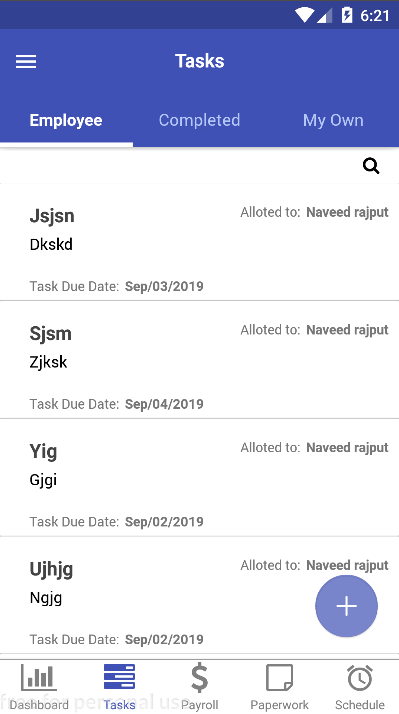 6:21
Tasks
Employee Completed My Own
Jsjsn Alloted to: Naveed rajput
Dkskd
Task Due Date: Sep/03/2019
Sjsm Alloted to: Naveed rajput
Zjksk
Task Due Date: Sep/04/2019
Yig Alloted to: Naveed rajput
Gjgi
Task Due Date: Sep/02/2019
Ujhjg Alloted to: Naveed rajput
Ngjg
Task Due Date: Sep/02/2019
free for personal use
Dashboard Tasks Payroll Paperwork Schedule